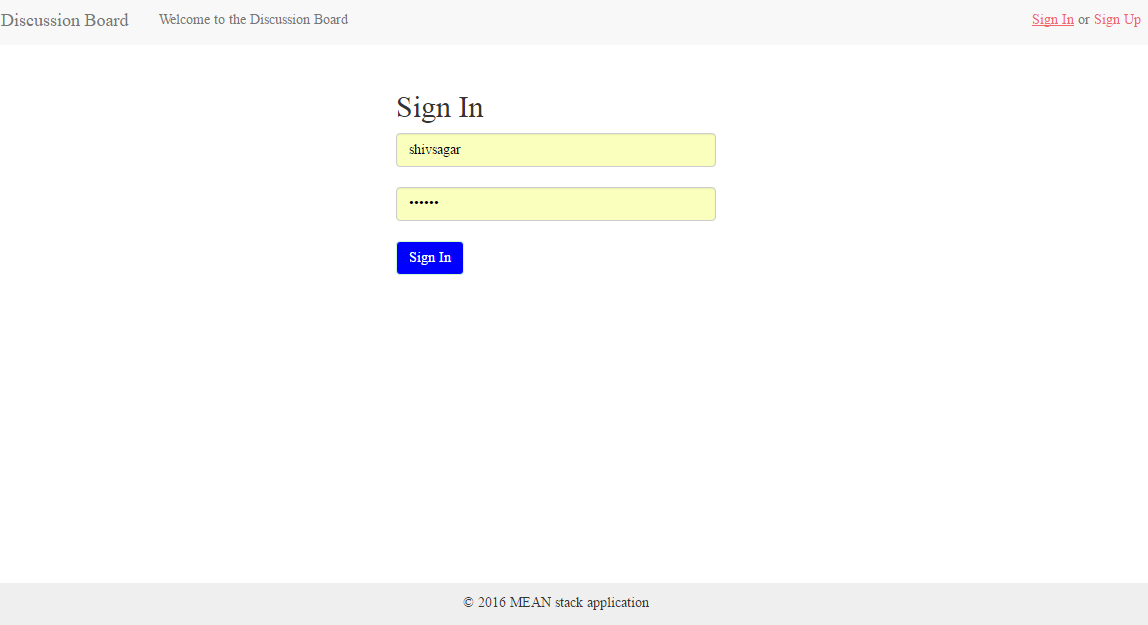 Discussion Board Welcome to the Discussion Board Sign In or Sign Up
Sign In
shivsagar
••••••
Sign In
© 2016 MEAN stack application